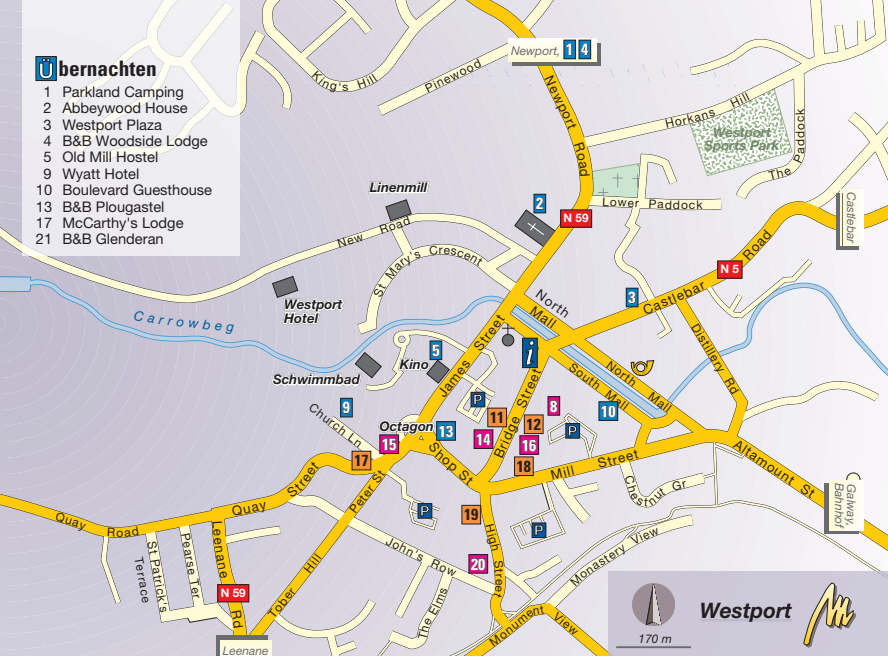 Übernachten
1 Parkland Camping
2 Abbeywood House
3 Westport Plaza
4 B&B Woodside Lodge
5 Old Mill Hostel
9 Wyatt Hotel
10 Boulevard Guesthouse
13 B&B Plougastel
17 McCarthy's Lodge
21 B&B Glenderan
King's Hill
Pinewood
Newport, 1 4
Newport Road
Horkans Hill
Westport
Sports Park
The Paddock
Linenmill
New Road
2
N 59
Lower Paddock
Castlebar
St Mary's Crescent
N 5
Castlebar Road
Westport
Hotel
3
North
Mall
Carrowbeg
James Street
i
Distillery Rd
5
Kino
Schwimmbad
North Mall
South Mall
9
Church Ln
P
8
10
11
12
Bridge Street
Octagon
13
14
15
16
P
17
18
Shop St
Mill Street
Altamount St
Quay Street
Peter St
Chestnut Gr
Galway,
Bahnhof
Quay Road
P
19
P
High Street
Leenane Rd
St Patrick's
Terrace
Pearse Ter
John's Row
Monastery View
20
N 59
Tober Hill
The Elms
Monument View
Leenane
Westport
170 m